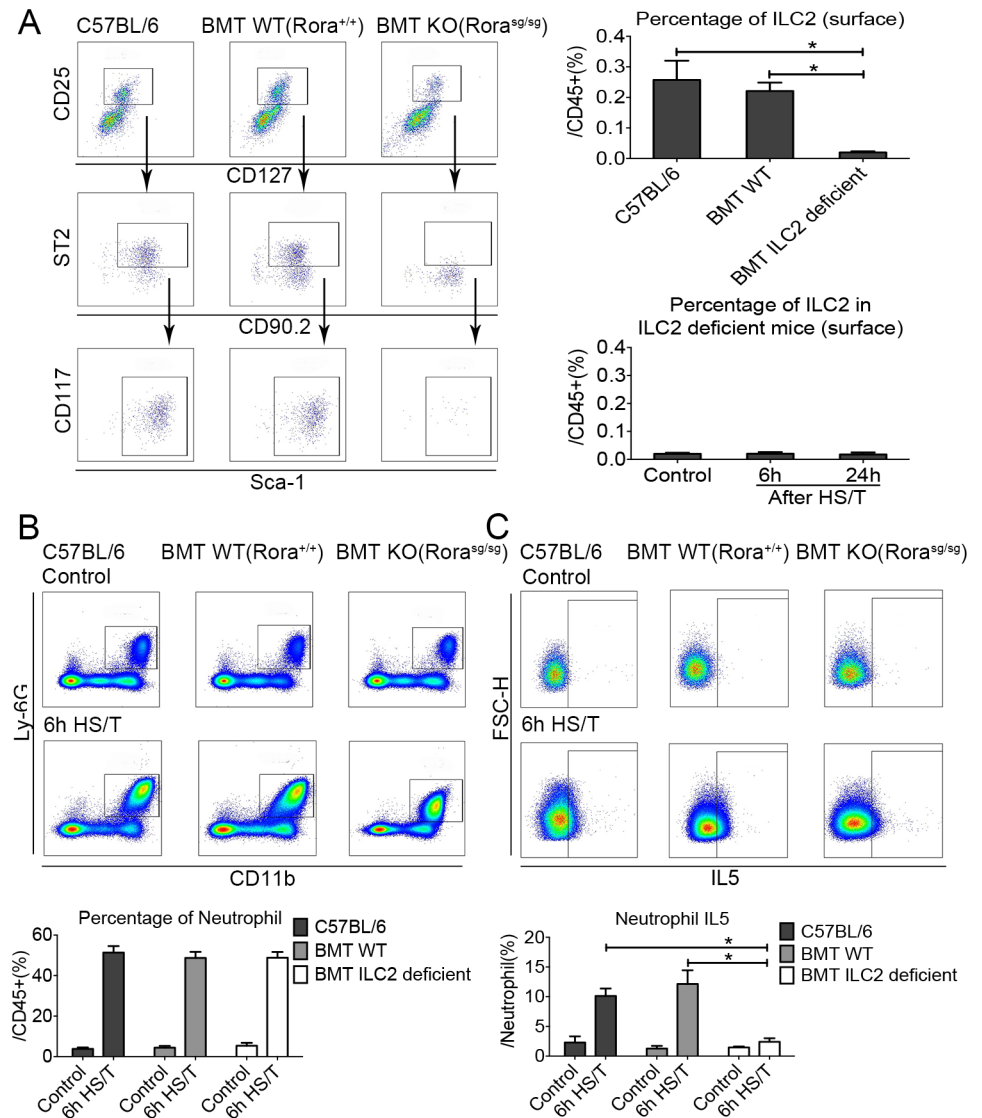 A
C57BL/6 BMT WT(Rora+/+) BMT KO(Rorasg/sg)
CD25
CD127
ST2
CD90.2
CD117
Sca-1
Percentage of ILC2 (surface)
*
*
/CD45+(%)
0.4
0.3
0.2
0.1
0.0
C57BL/6
BMT WT
BMT ILC2 deficient
Percentage of ILC2 in
ILC2 deficient mice (surface)
/CD45+(%)
0.4
0.3
0.2
0.1
0.0
Control 6h 24h
After HS/T
B
C57BL/6 BMT WT(Rora+/+) BMT KO(Rorasg/sg)
Control
Ly-6G
6h HS/T
CD11b
Percentage of Neutrophil
/CD45+(%)
60
40
20
0
C57BL/6
BMT WT
BMT ILC2 deficient
Control
6h HS/T
Control
6h HS/T
Control
6h HS/T
C
C57BL/6 BMT WT(Rora+/+) BMT KO(Rorasg/sg)
Control
FSC-H
6h HS/T
IL5
Neutrophil IL5
*
*
/Neutrophil(%)
20
15
10
5
0
C57BL/6
BMT WT
BMT ILC2 deficient
Control
6h HS/T
Control
6h HS/T
Control
6h HS/T